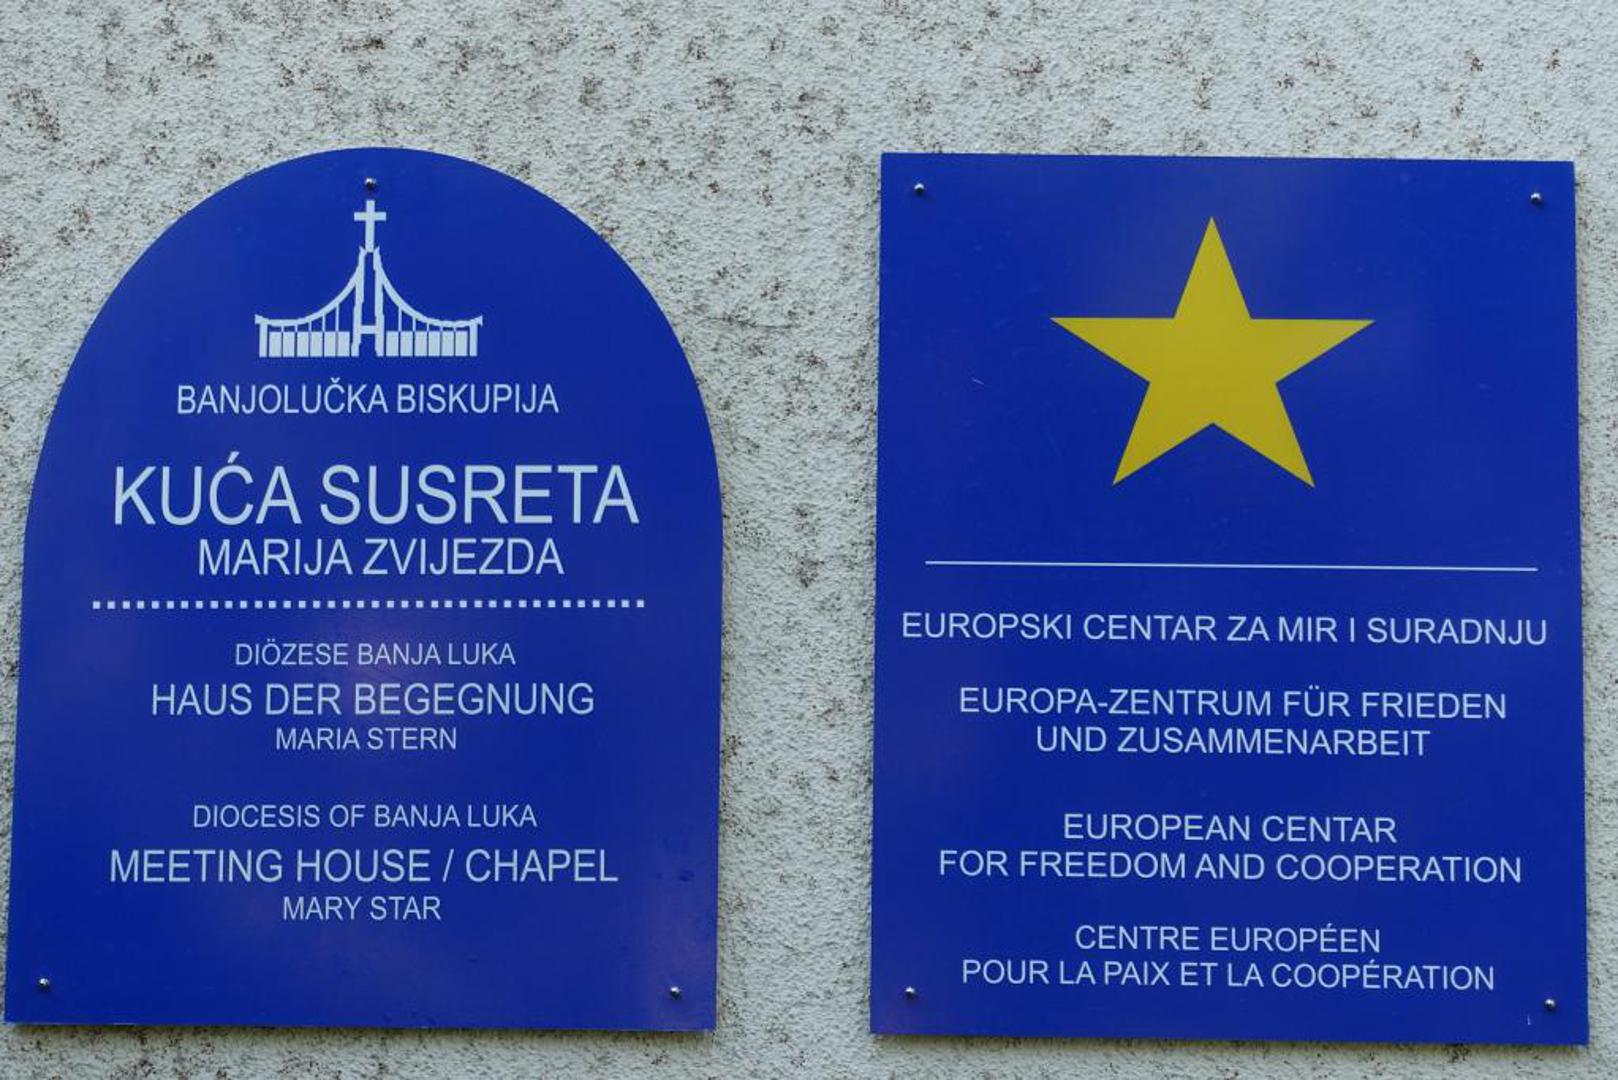 BANJOLUČKA BISKUPIJA
KUĆA SUSRETA
MARIJA ZVIJEZDA
DIÖZESE BANJA LUKA
HAUS DER BEGEGNUNG
MARIA STERN
DIOCESIS OF BANJA LUKA
MEETING HOUSE / CHAPEL
MARY STAR
EUROPSKI CENTAR ZA MIR I SURADNJU
EUROPA-ZENTRUM FÜR FRIEDEN
UND ZUSAMMENARBEIT
EUROPEAN CENTAR
FOR FREEDOM AND COOPERATION
CENTRE EUROPÉEN
POUR LA PAIX ET LA COOPÉRATION